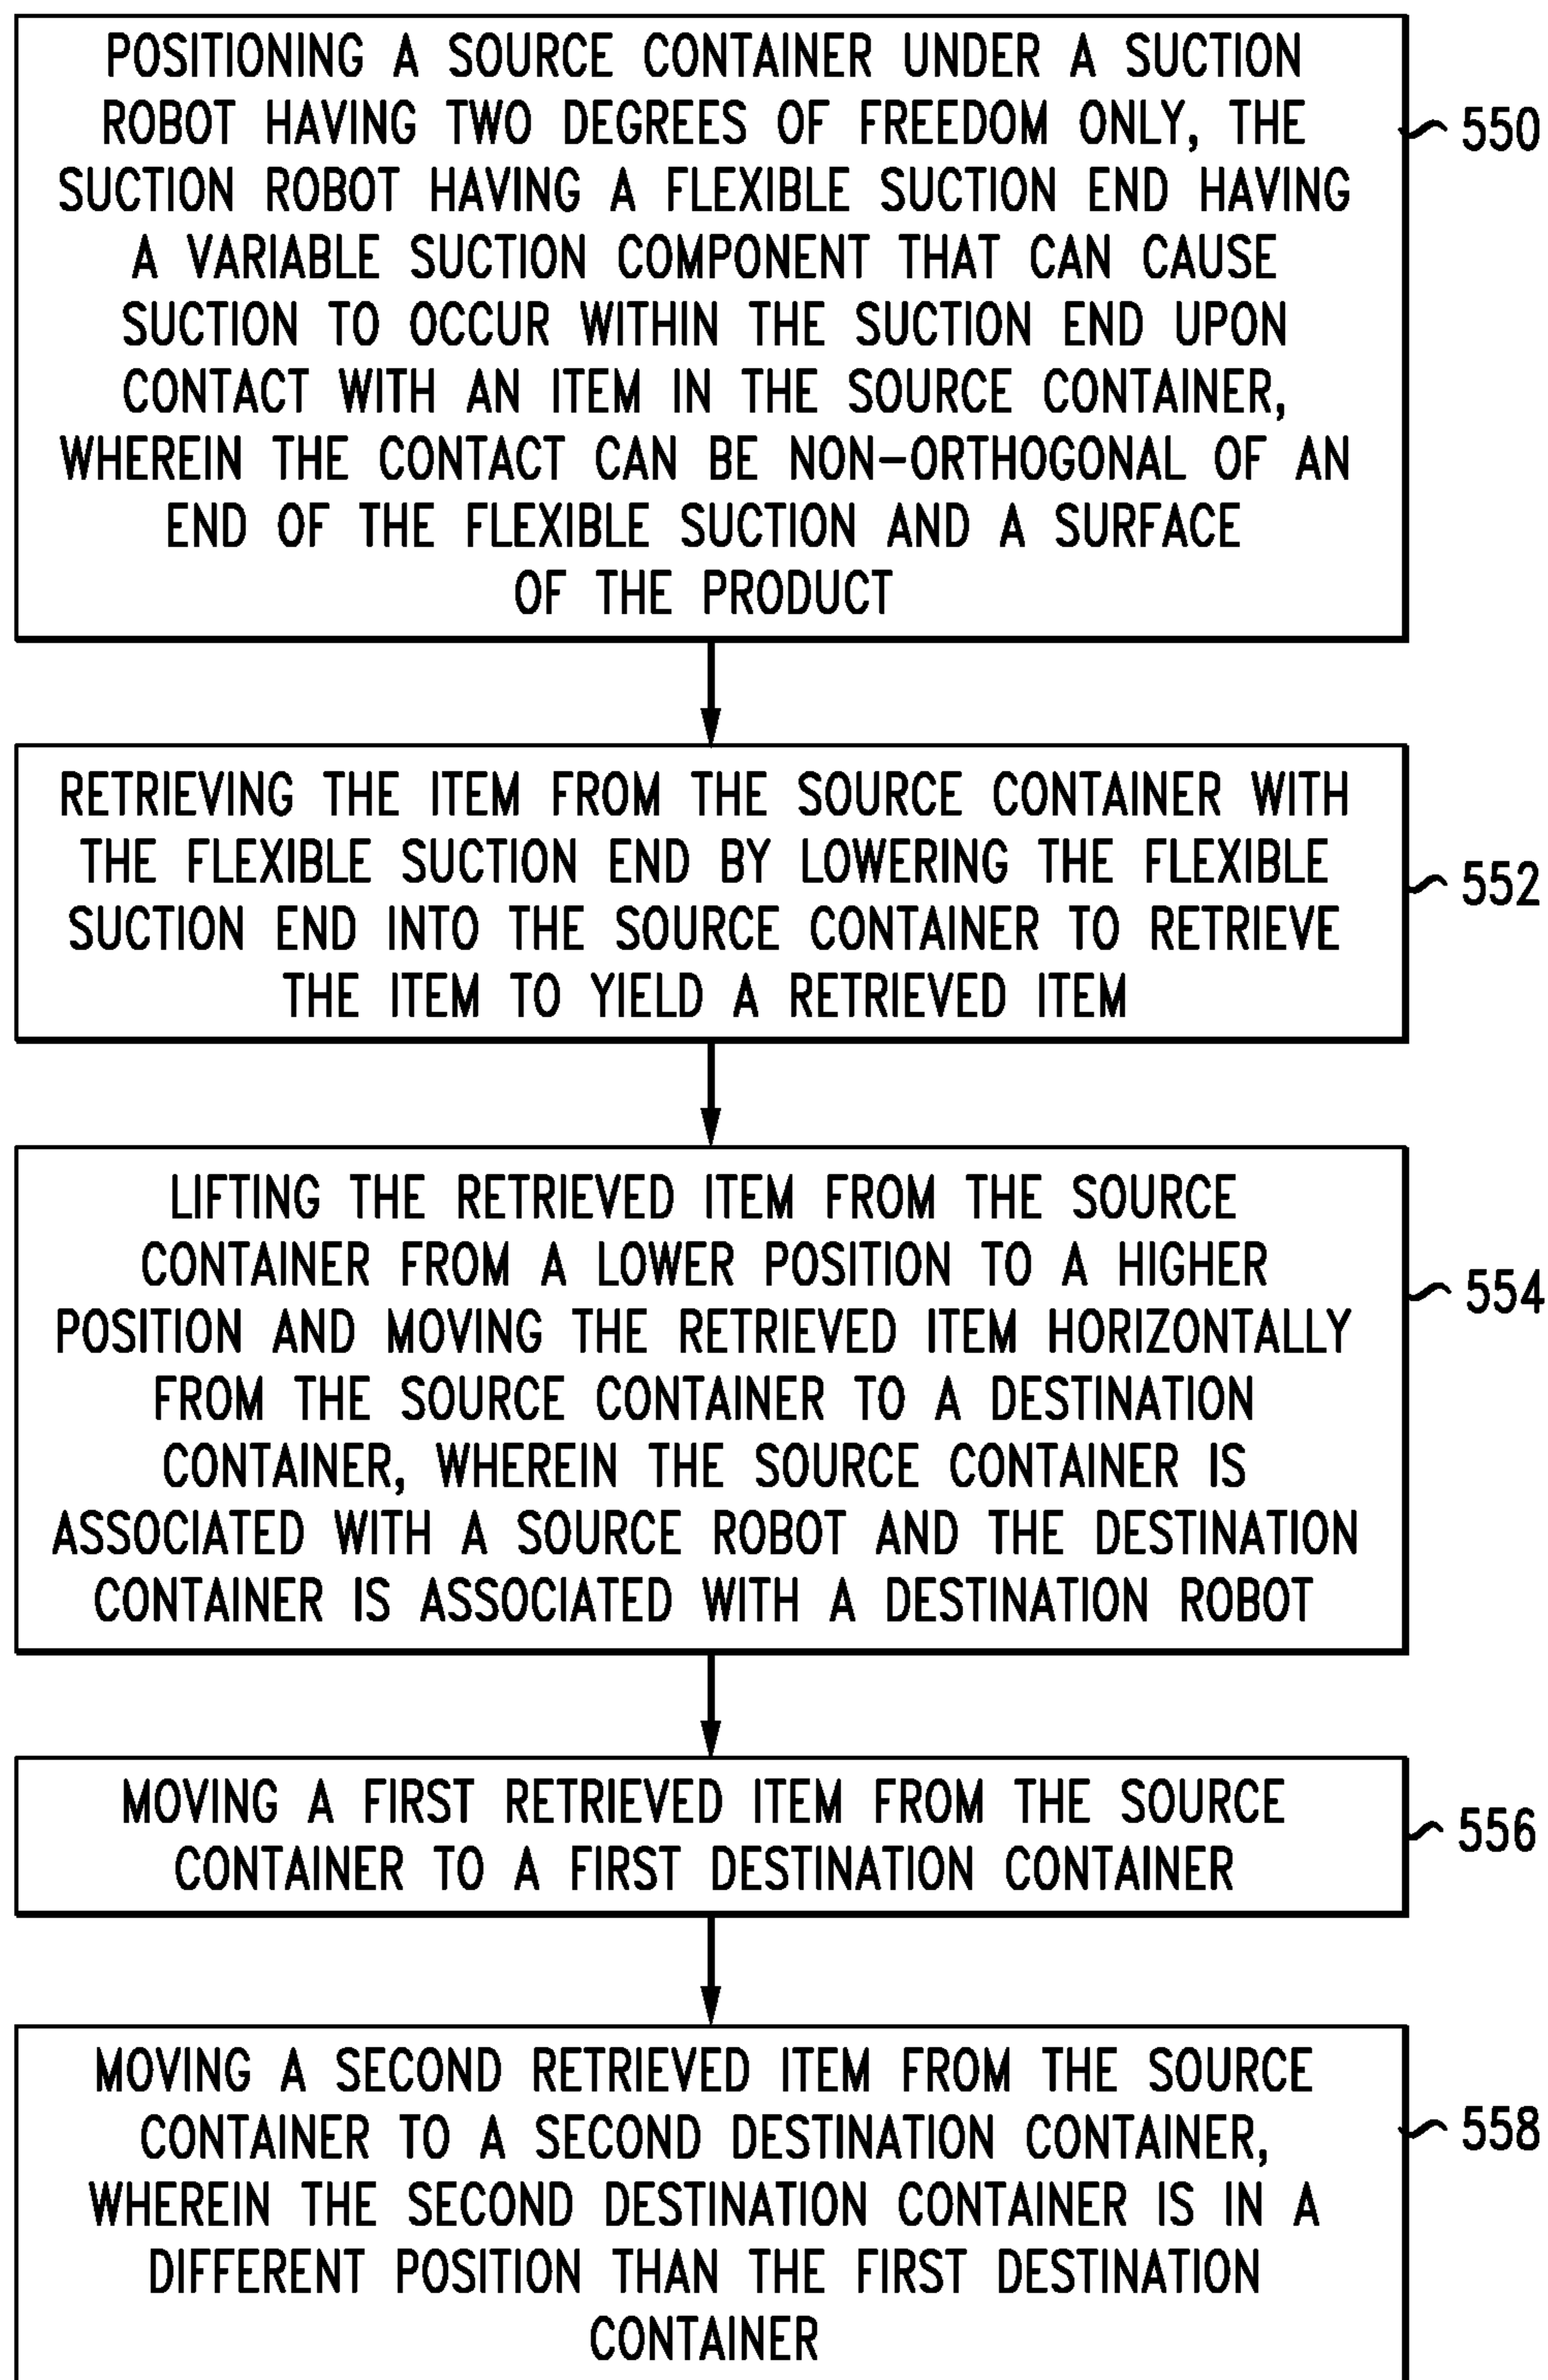 POSITIONING A SOURCE CONTAINER UNDER A SUCTION
ROBOT HAVING TWO DEGREES OF FREEDOM ONLY, THE
SUCTION ROBOT HAVING A FLEXIBLE SUCTION END HAVING
A VARIABLE SUCTION COMPONENT THAT CAN CAUSE
SUCTION TO OCCUR WITHIN THE SUCTION END UPON
CONTACT WITH AN ITEM IN THE SOURCE CONTAINER,
WHEREIN THE CONTACT CAN BE NON-ORTHOGONAL OF AN
END OF THE FLEXIBLE SUCTION AND A SURFACE
OF THE PRODUCT
550
RETRIEVING THE ITEM FROM THE SOURCE CONTAINER WITH
THE FLEXIBLE SUCTION END BY LOWERING THE FLEXIBLE
SUCTION END INTO THE SOURCE CONTAINER TO RETRIEVE
THE ITEM TO YIELD A RETRIEVED ITEM
552
LIFTING THE RETRIEVED ITEM FROM THE SOURCE
CONTAINER FROM A LOWER POSITION TO A HIGHER
POSITION AND MOVING THE RETRIEVED ITEM HORIZONTALLY
FROM THE SOURCE CONTAINER TO A DESTINATION
CONTAINER, WHEREIN THE SOURCE CONTAINER IS
ASSOCIATED WITH A SOURCE ROBOT AND THE DESTINATION
CONTAINER IS ASSOCIATED WITH A DESTINATION ROBOT
554
MOVING A FIRST RETRIEVED ITEM FROM THE SOURCE
CONTAINER TO A FIRST DESTINATION CONTAINER
556
MOVING A SECOND RETRIEVED ITEM FROM THE SOURCE
CONTAINER TO A SECOND DESTINATION CONTAINER,
WHEREIN THE SECOND DESTINATION CONTAINER IS IN A
DIFFERENT POSITION THAN THE FIRST DESTINATION
CONTAINER
558